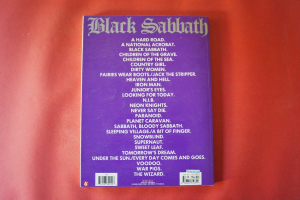 Black Sabbath
A HARD ROAD.
A NATIONAL ACROBAT.
BLACK SABBATH.
CHILDREN OF THE GRAVE.
CHILDREN OF THE SEA.
COUNTRY GIRL.
DIRTY WOMEN.
FAIRIES WEAR BOOTS/JACK THE STRIPPER.
HEAVEN AND HELL.
IRON MAN.
JUNIOR'S EYES.
LOOKING FOR TODAY.
N.I.B.
NEON KNIGHTS.
NEVER SAY DIE.
PARANOID.
PLANET CARAVAN.
SABBATH, BLOODY SABBATH.
SLEEPING VILLAGE/A BIT OF FINGER.
SNOWBLIND.
SUPERNAUT.
SWEET LEAF.
TOMORROW'S DREAM.
UNDER THE SUN/EVERY DAY COMES AND GOES.
VOODOO.
WAR PIGS.
THE WIZARD.